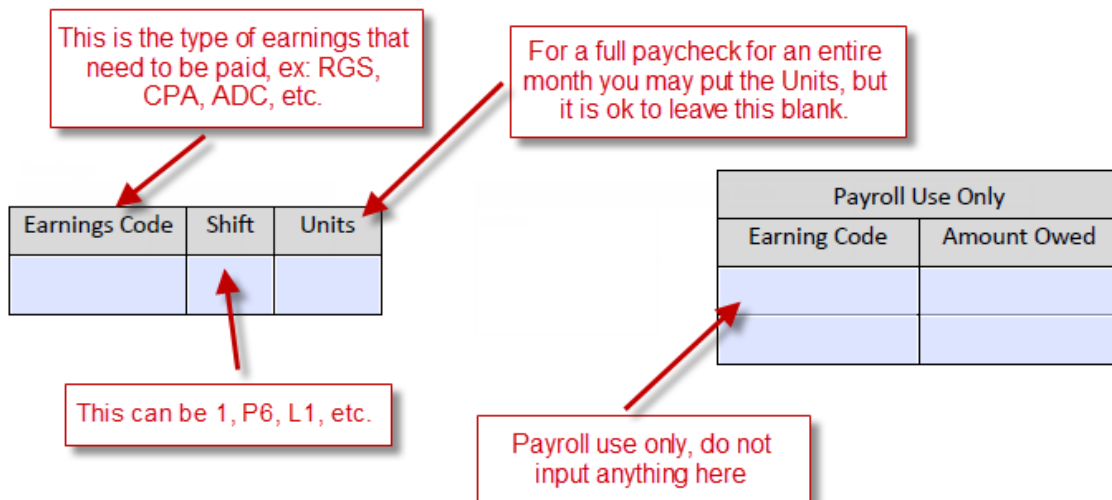 This is the type of earnings that
need to be paid, ex: RGS,
CPA, ADC, etc.
For a full paycheck for an entire
month you may put the Units, but
it is ok to leave this blank.
Earnings Code Shift Units
Payroll Use Only
Earning Code Amount Owed
This can be 1, P6, L1, etc.
Payroll use only, do not
input anything here